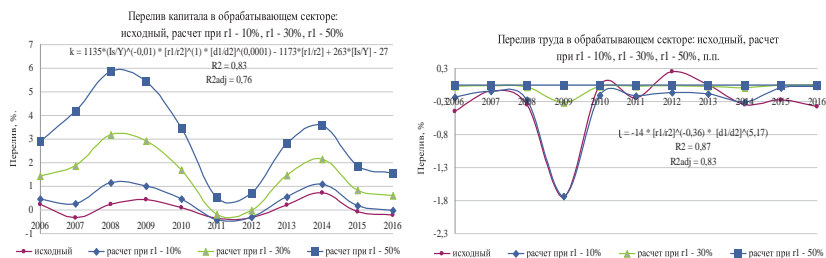 Перелив капитала в обрабатывающем секторе:
исходный, расчет при r1 - 10%, r1 - 30%, r1 - 50%
k = 1135*(Is/Y)^(-0,01) * [r1/r2]^(1) * [d1/d2]^(0,0001) - 1173*[r1/r2] + 263*[Is/Y] - 27
R2 = 0,83
R2adj = 0,76
Перелив, %.
7
6
5
4
3
2
1
0
-1
2006 2007 2008 2009 2010 2011 2012 2013 2014 2015 2016
исходный расчет при r1 - 10% расчет при r1 - 30% расчет при r1 - 50%
Перелив труда в обрабатывающем секторе: исходный, расчет
при r1 - 10%, r1 - 30%, r1 - 50%, п.п.
ţ = -14 * [r1/r2]^(-0,36) * [d1/d2]^(5,17)
R2 = 0,87
R2adj = 0,83
Перелив, %
0,3
-0,3
-0,8
-1,3
-1,8
-2,3
2006 2007 2008 2009 2010 2011 2012 2013 2014 2015 2016
исходный расчет при r1 - 10% расчет при r1 - 30% расчет при r1 - 50%